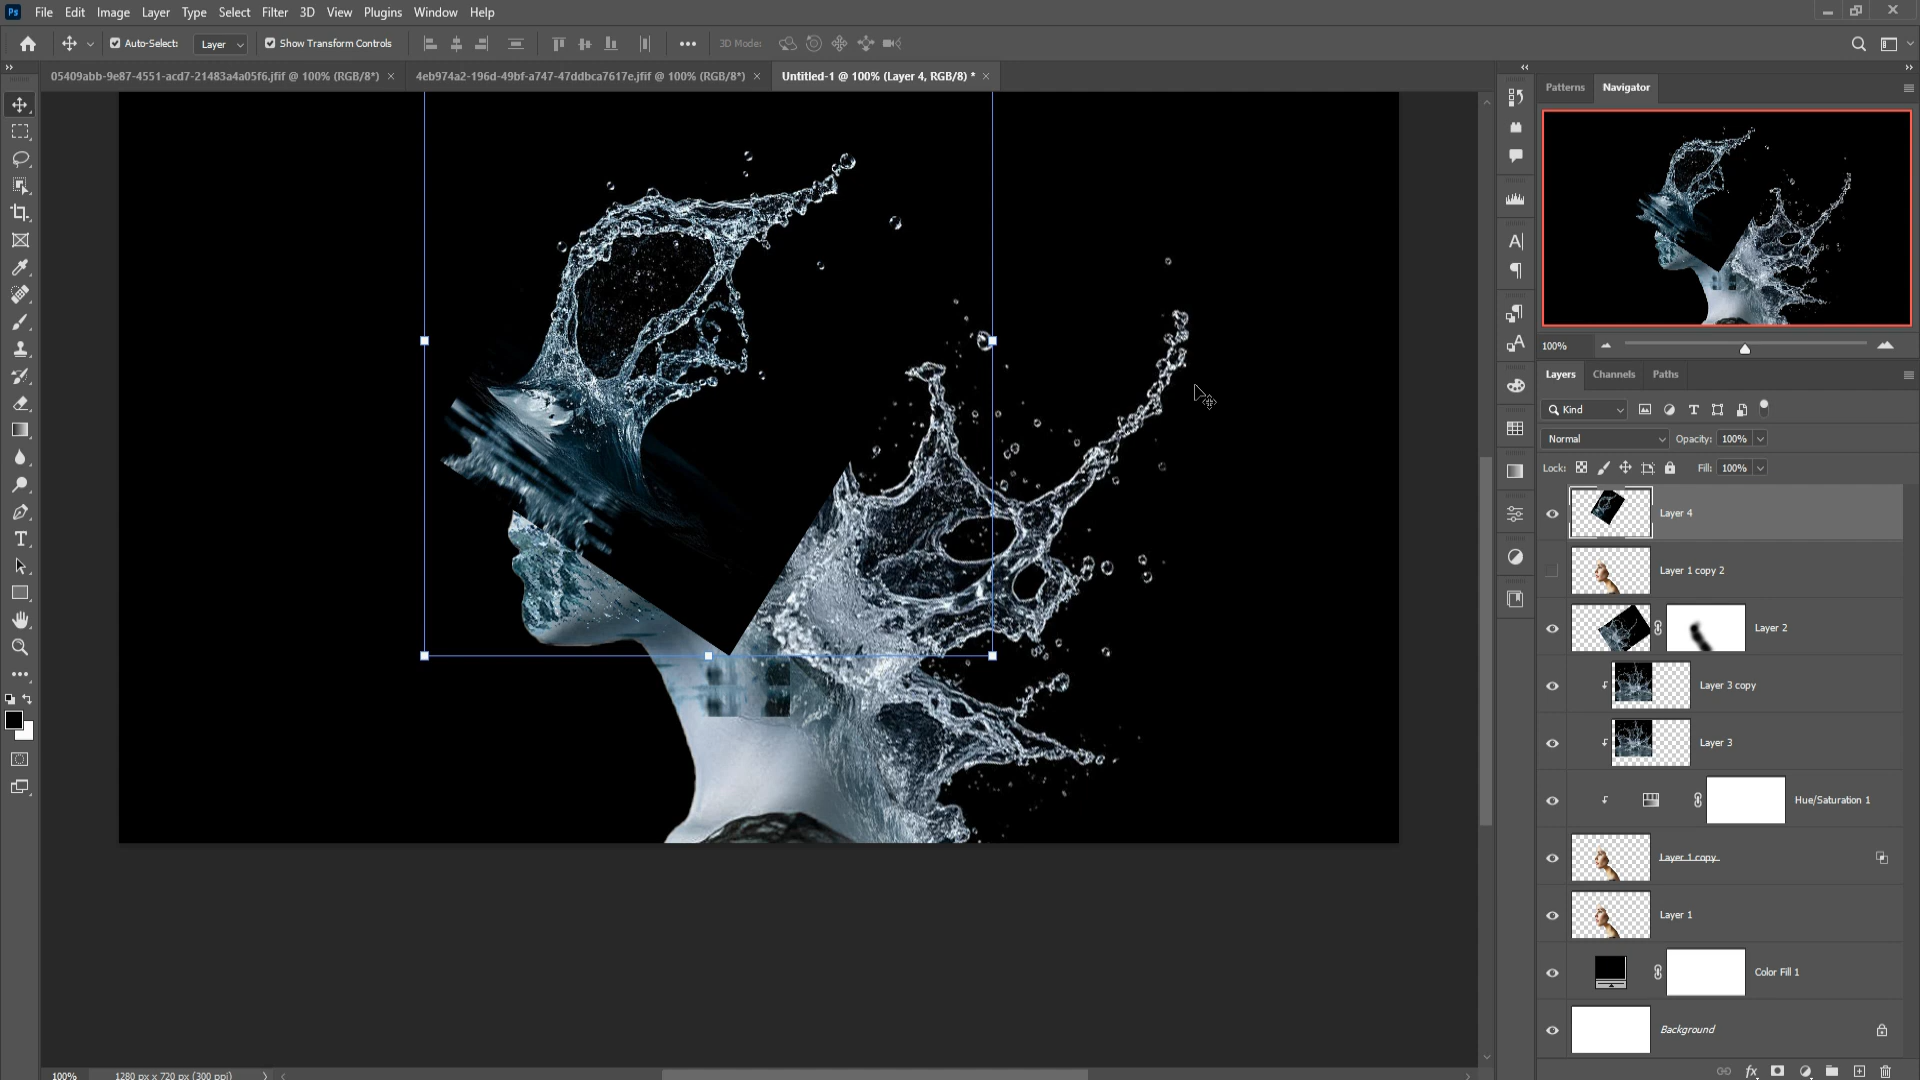 Ps File Edit Image Layer Type Select Filter 3D View Plugins Window Help
Auto-Select: Layer Show Transform Controls 3D Mode:
05409abb-9e87-4551-acd7-21483a4a05f6.jfif @ 100% (RGB/8*) × 4eb974a2-196d-49bf-a747-47ddbca7617e.jfif @ 100% (RGB/8*) × Untitled-1 @ 100% (Layer 4, RGB/8) * ×
Patterns Navigator
100%
Layers Channels Paths
Kind
Normal Opacity: 100%
Lock: Fill: 100%
Layer 4
Layer 1 copy 2
Layer 2
Layer 3 copy
Layer 3
Hue/Saturation 1
Layer 1 copy
Layer 1
Color Fill 1
Background
100% 1280 px x 720 px (300 ppi)